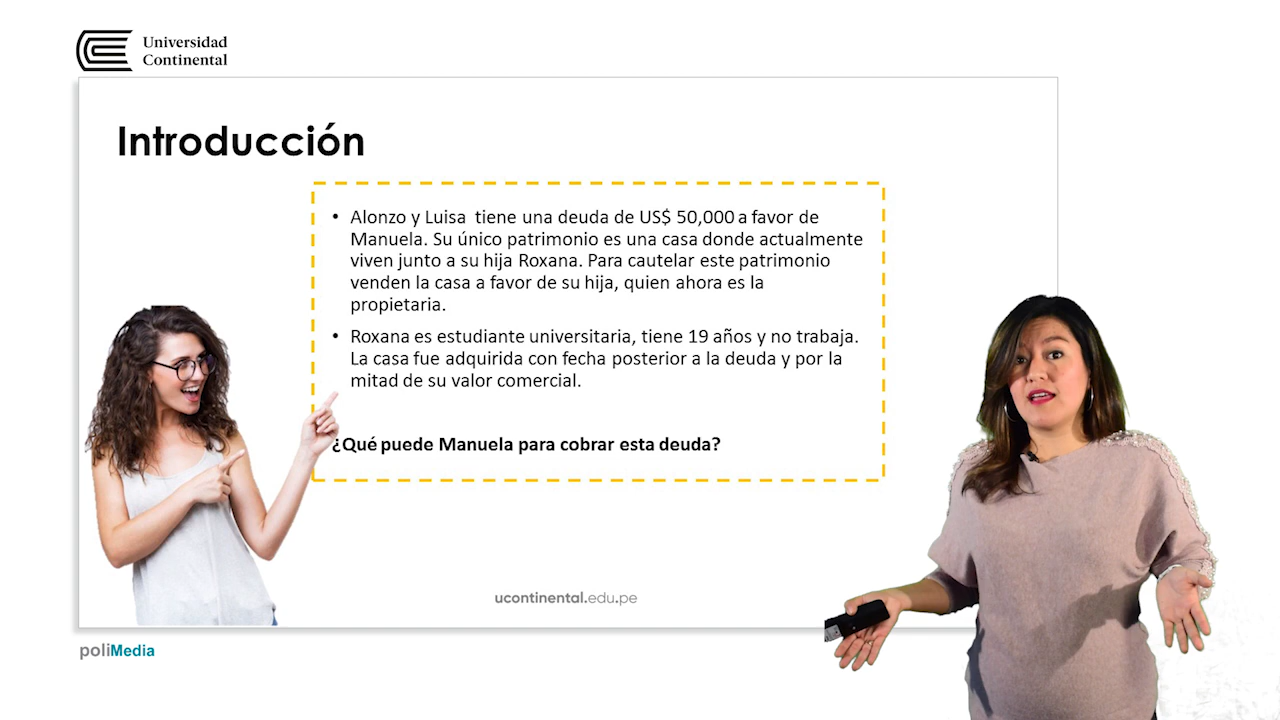 Universidad
Continental
Introducción
• Alonzo y Luisa tiene una deuda de US$ 50,000 a favor de
Manuela. Su único patrimonio es una casa donde actualmente
viven junto a su hija Roxana. Para cautelar este patrimonio
venden la casa a favor de su hija, quien ahora es la
propietaria.
• Roxana es estudiante universitaria, tiene 19 años y no trabaja.
La casa fue adquirida con fecha posterior a la deuda y por la
mitad de su valor comercial.
¿Qué puede Manuela para cobrar esta deuda?
ucontinental.edu.pe
poliMedia